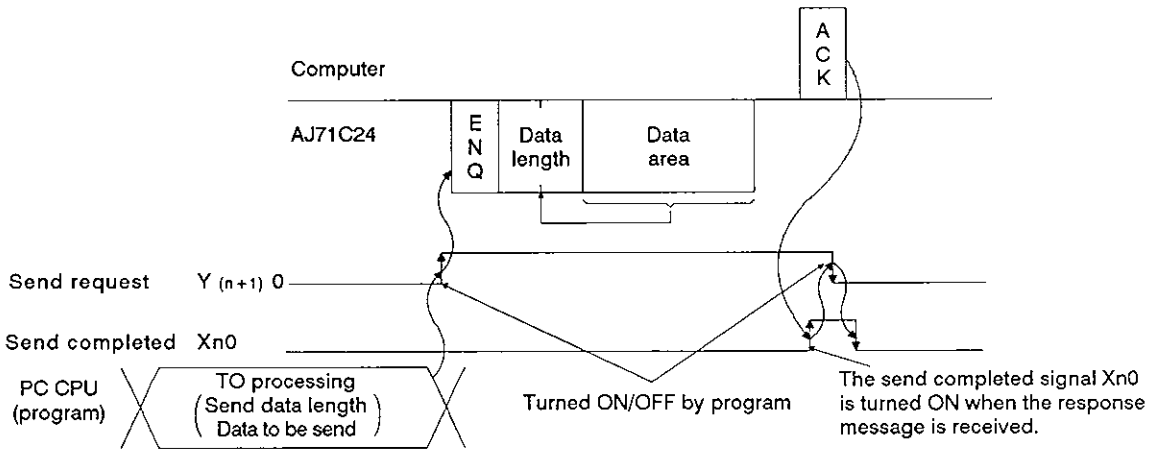 A
C
K
Computer
AJ71C24
E
N
Q
Data
length
Data
area
Send request Y (n+1) 0
Send completed Xn0
PC CPU
(program)
TO processing
(Send data length
Data to be send)
Turned ON/OFF by program
The send completed signal Xn0
is turned ON when the response
message is received.